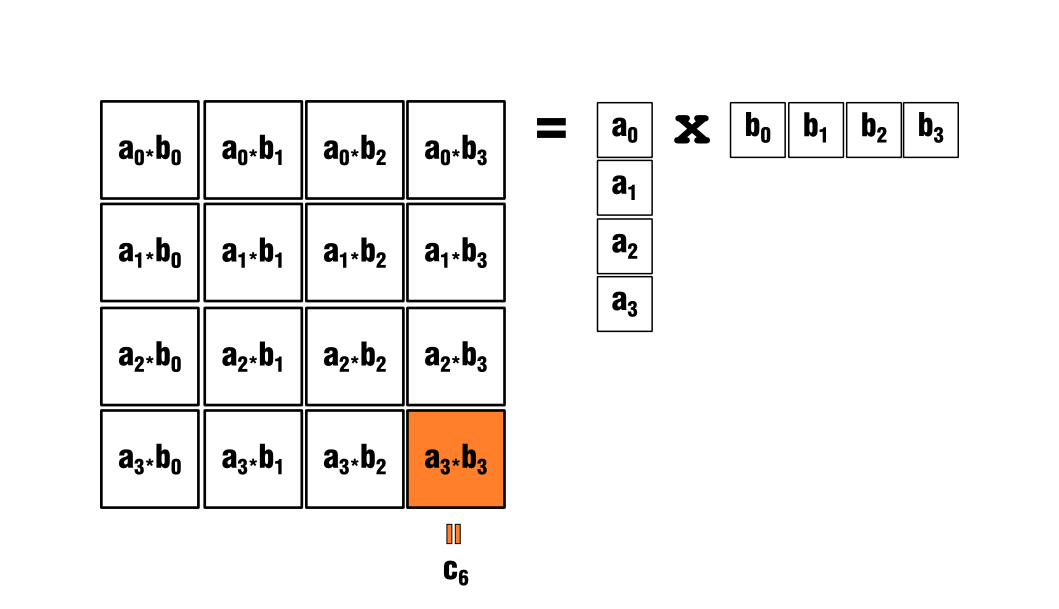 a₀*b₀ a₀*b₁ a₀*b₂ a₀*b₃ = a₀ x b₀ b₁ b₂ b₃
a₁*b₀ a₁*b₁ a₁*b₂ a₁*b₃ a₁
a₂*b₀ a₂*b₁ a₂*b₂ a₂*b₃ a₂
a₃*b₀ a₃*b₁ a₃*b₂ a₃*b₃ a₃
=
c₆